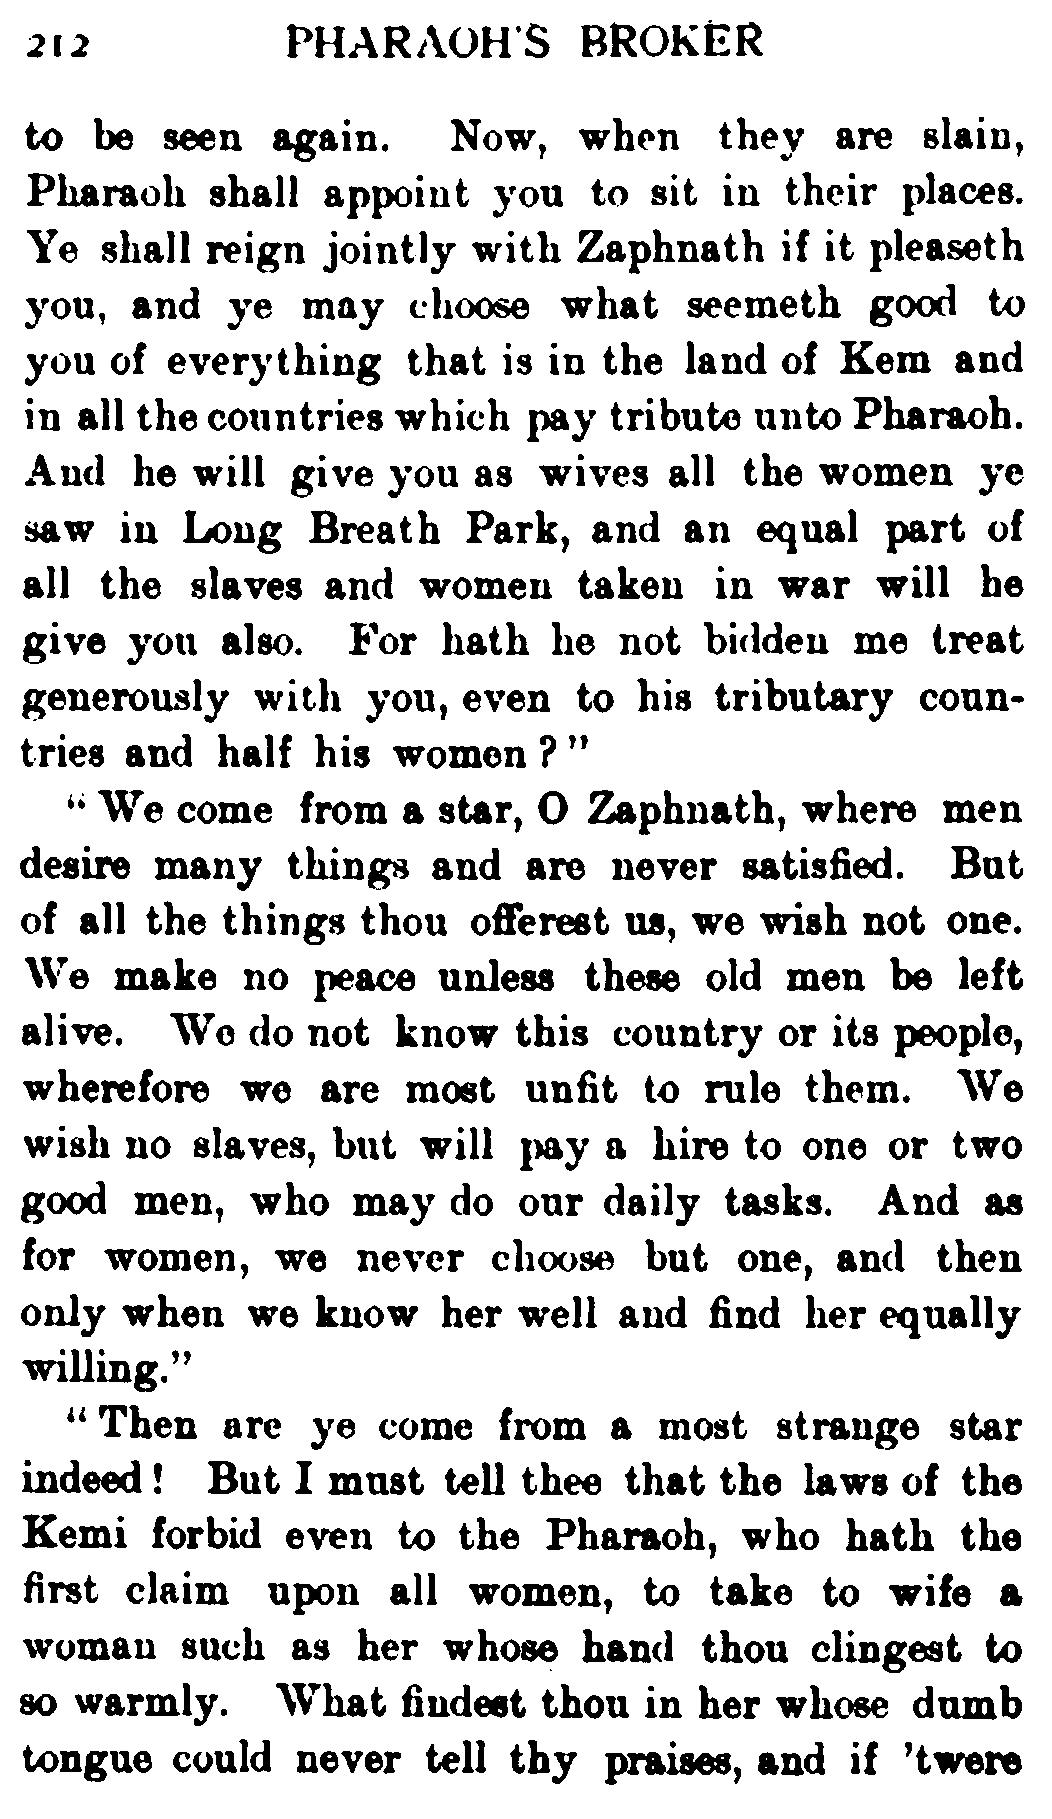 212 PHARAOH'S BROKER
to be seen again. Now, when they are slain,
Pharaoh shall appoint you to sit in their places.
Ye shall reign jointly with Zaphnath if it pleaseth
you, and ye may choose what seemeth good to
you of everything that is in the land of Kem and
in all the countries which pay tribute unto Pharaoh.
And he will give you as wives all the women ye
saw in Long Breath Park, and an equal part of
all the slaves and women taken in war will he
give you also. For hath he not bidden me treat
generously with you, even to his tributary coun-
tries and half his women?"
"We come from a star, O Zaphnath, where men
desire many things and are never satisfied. But
of all the things thou offerest us, we wish not one.
We make no peace unless these old men be left
alive. We do not know this country or its people,
wherefore we are most unfit to rule them. We
wish no slaves, but will pay a hire to one or two
good men, who may do our daily tasks. And as
for women, we never choose but one, and then
only when we know her well and find her equally
willing."
"Then are ye come from a most strange star
indeed! But I must tell thee that the laws of the
Kemi forbid even to the Pharaoh, who hath the
first claim upon all women, to take to wife a
woman such as her whose hand thou clingest to
so warmly. What findest thou in her whose dumb
tongue could never tell thy praises, and if 'twere